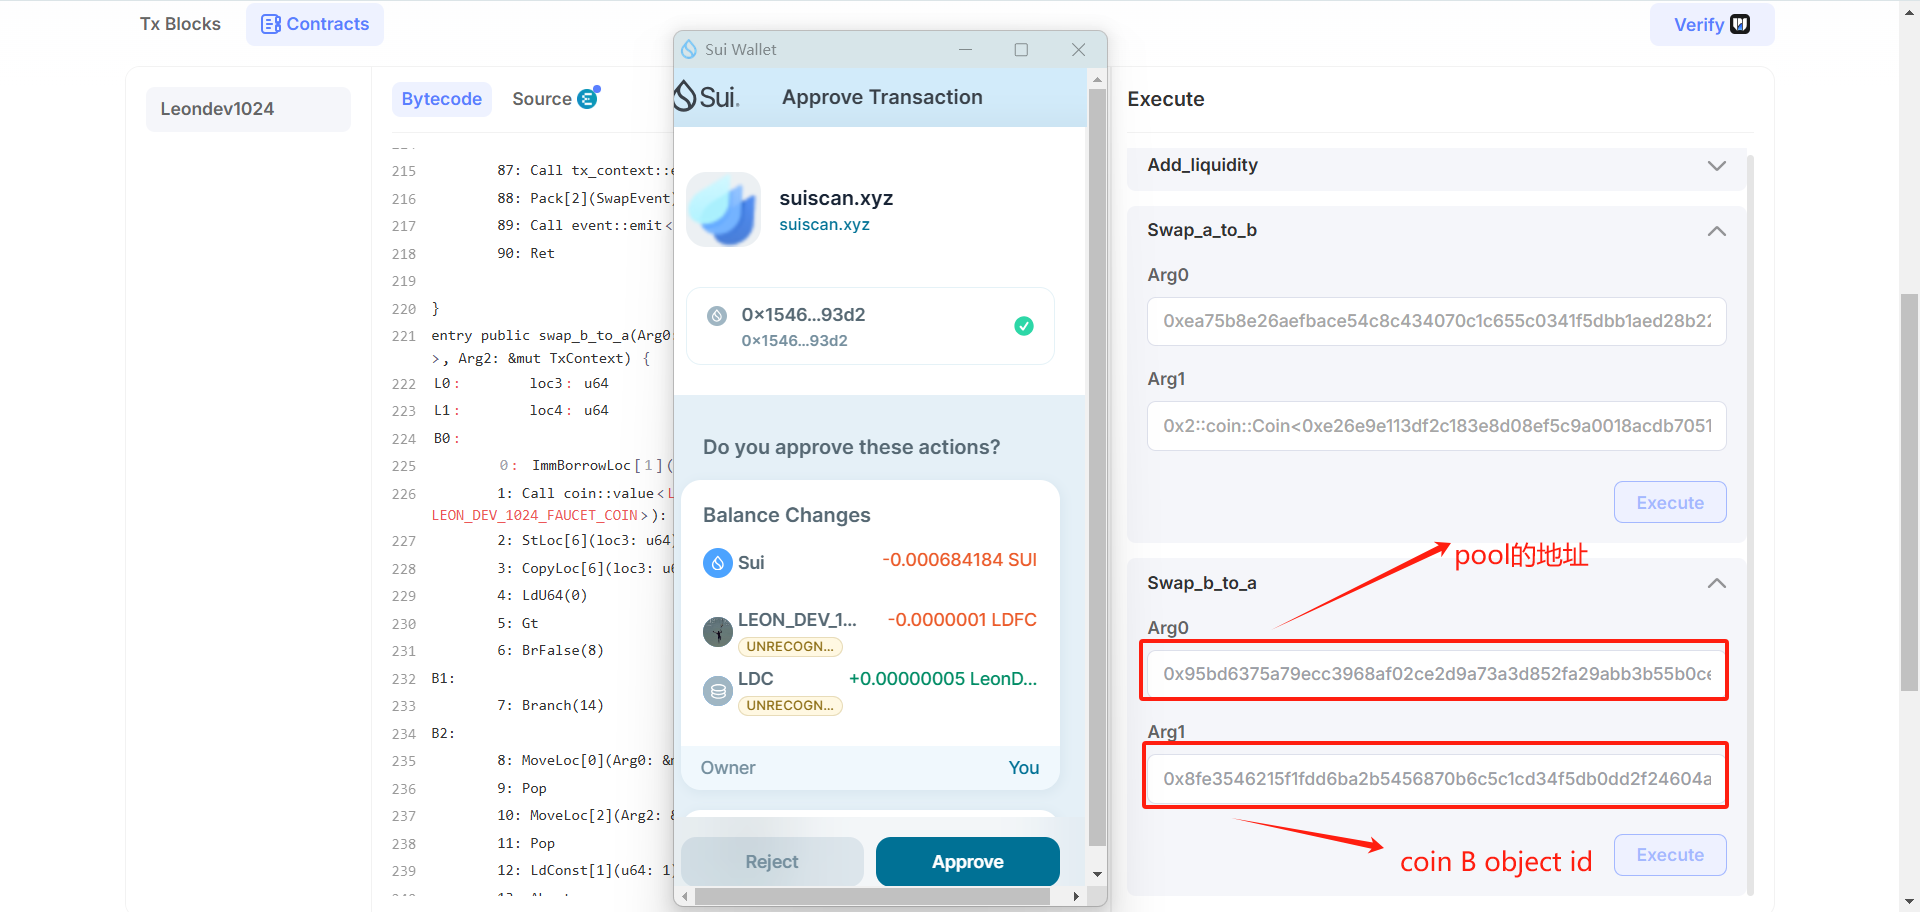 Tx Blocks
Contracts
Verify
Leondev1024
Bytecode
Source
215 87: Call tx_context::
216 88: Pack[2](SwapEvent)
217 89: Call event::emit<
218 90: Ret
219
220 }
221 entry public swap_b_to_a(Arg0:
>, Arg2: &mut TxContext) {
222 L0: loc3: u64
223 L1: loc4: u64
224 B0:
225 0: ImmBorrowLoc[1](
226 1: Call coin::value<L
LEON_DEV_1024_FAUCET_COIN>):
227 2: StLoc[6](loc3: u64)
228 3: CopyLoc[6](loc3: u6
229 4: LdU64(0)
230 5: Gt
231 6: BrFalse(8)
232 B1:
233 7: Branch(14)
234 B2:
235 8: MoveLoc[0](Arg0: &m
236 9: Pop
237 10: MoveLoc[2](Arg2: &
238 11: Pop
239 12: LdConst[1](u64: 1
Sui Wallet
Sui
Approve Transaction
suiscan.xyz
suiscan.xyz
0×1546...93d2
0×1546...93d2
Do you approve these actions?
Balance Changes
Sui -0.000684184 SUI
LEON_DEV_1... -0.0000001 LDFC
UNRECOGN...
LDC +0.00000005 LeonD...
UNRECOGN...
Owner You
Reject
Approve
Execute
Add_liquidity
Swap_a_to_b
Arg0
0xea75b8e26aefbace54c8c434070c1c655c0341f5dbb1aed28b22
Arg1
0x2::coin::Coin<0xe26e9e113df2c183e8d08ef5c9a0018acdb7051
Execute
pool的地址
Swap_b_to_a
Arg0
0x95bd6375a79ecc3968af02ce2d9a73a3d852fa29abb3b55b0ce
Arg1
0x8fe3546215f1fdd6ba2b5456870b6c5c1cd34f5db0dd2f24604a
coin B object id
Execute